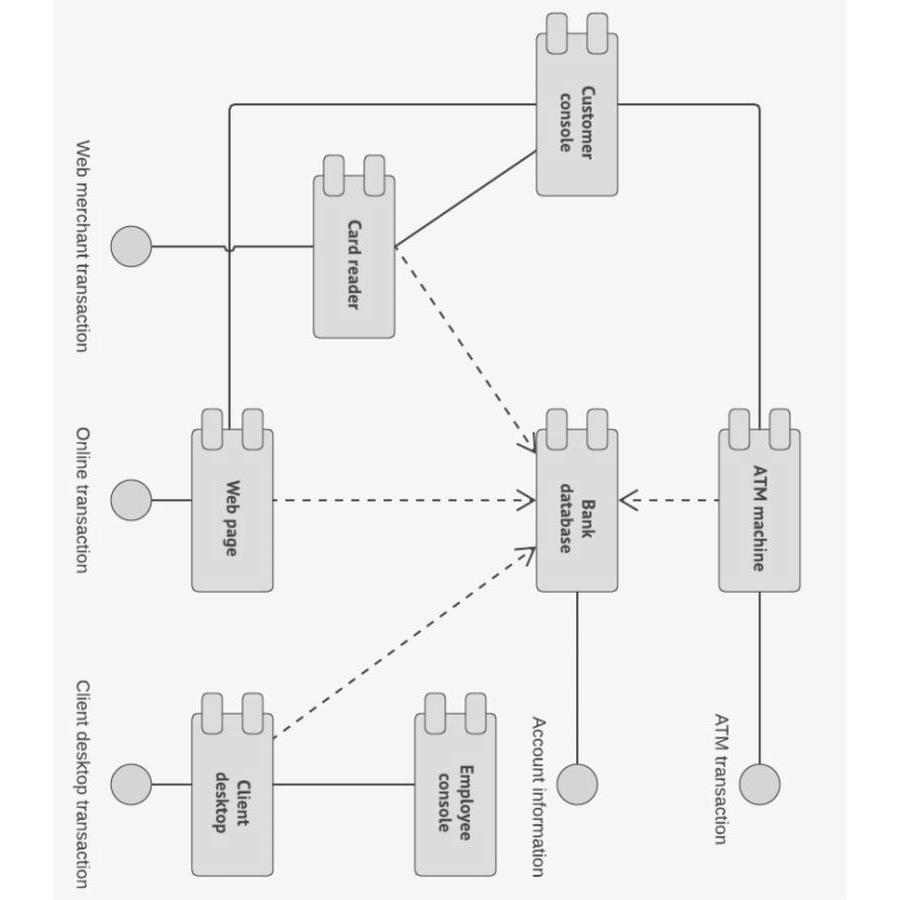 ATM machine
ATM transaction
Customer
console
Bank
database
Account information
Employee
console
Card reader
Web page
Client
desktop
Web merchant transaction
Online transaction
Client desktop transaction